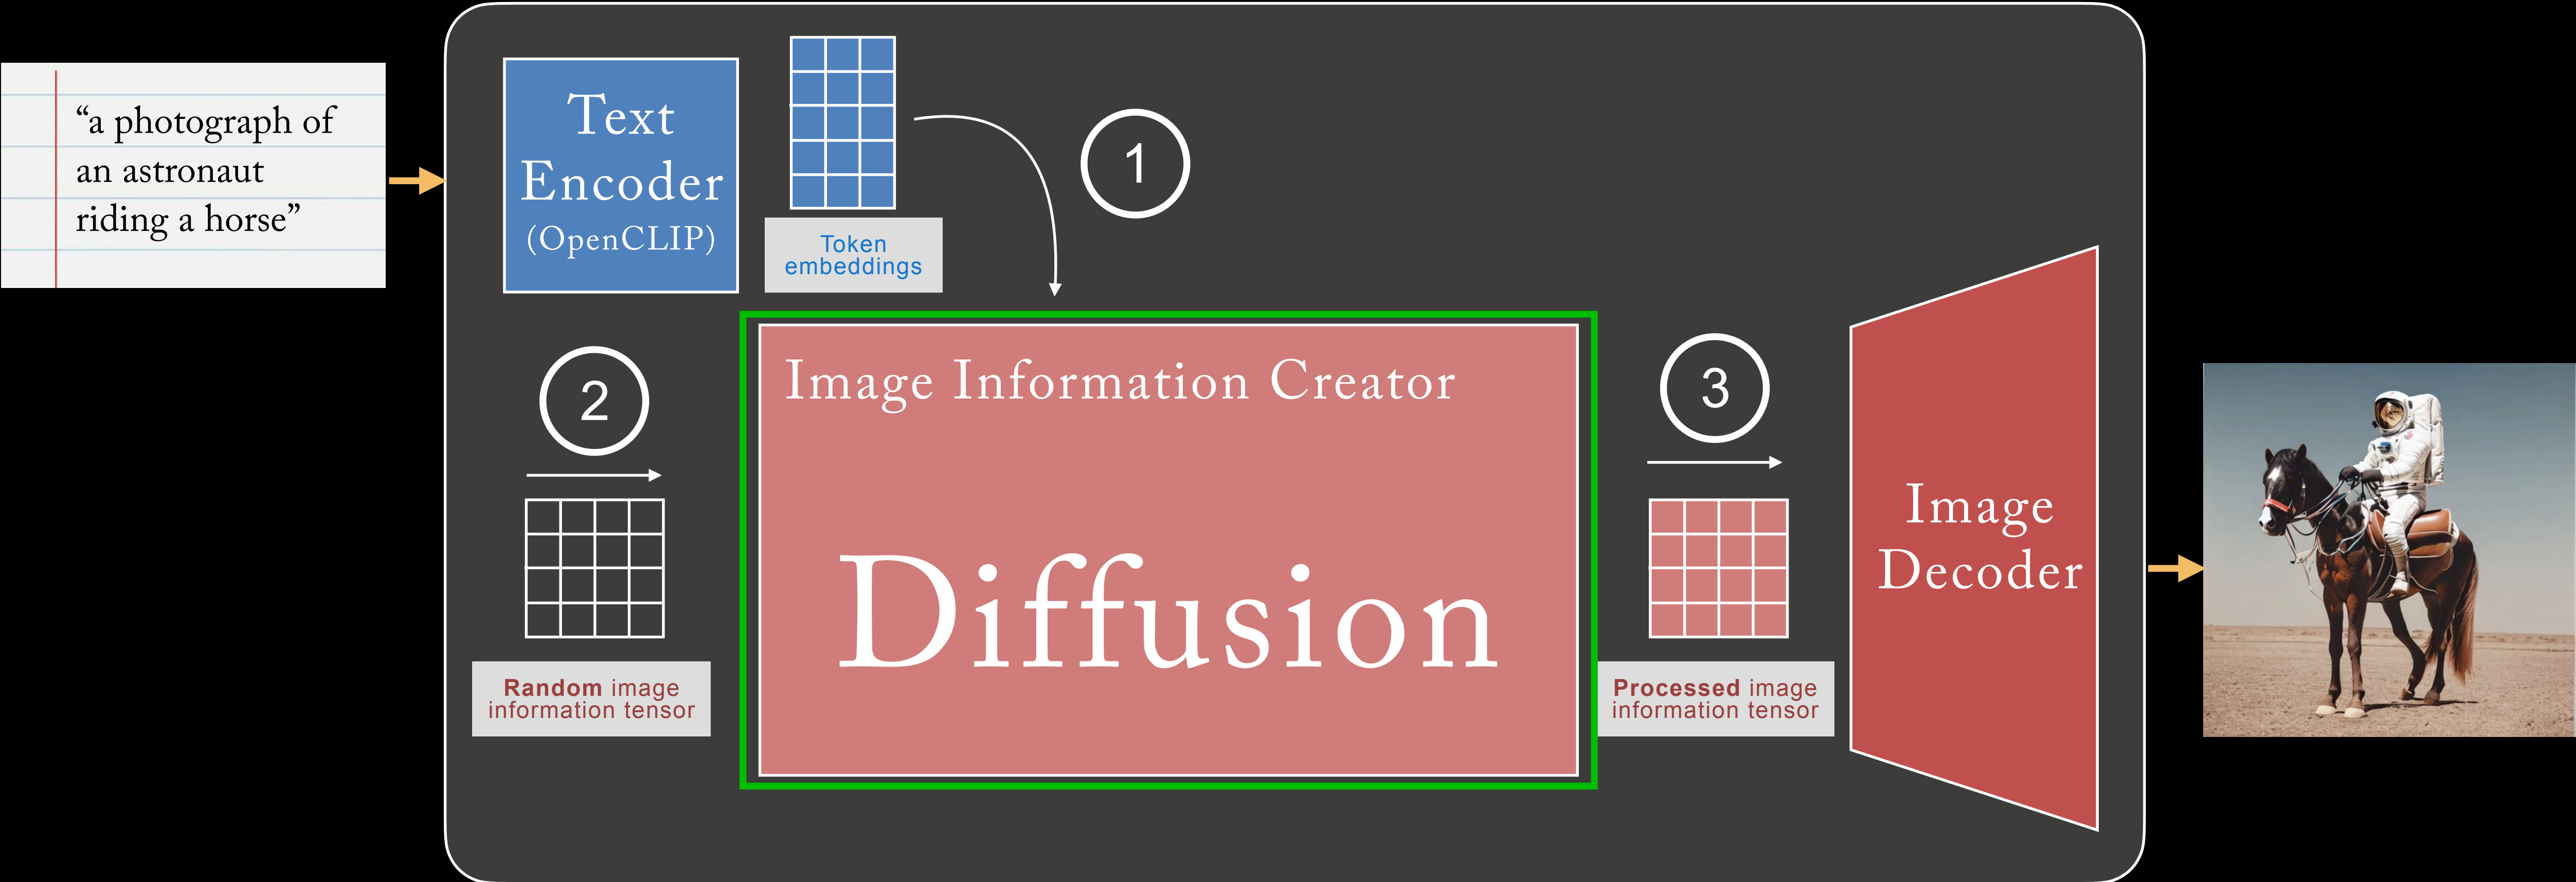 “a photograph of
an astronaut
riding a horse”
Text
Encoder
(OpenCLIP)
Token
embeddings
1
2
Random image
information tensor
Image Information Creator
Diffusion
3
Processed image
information tensor
Image
Decoder